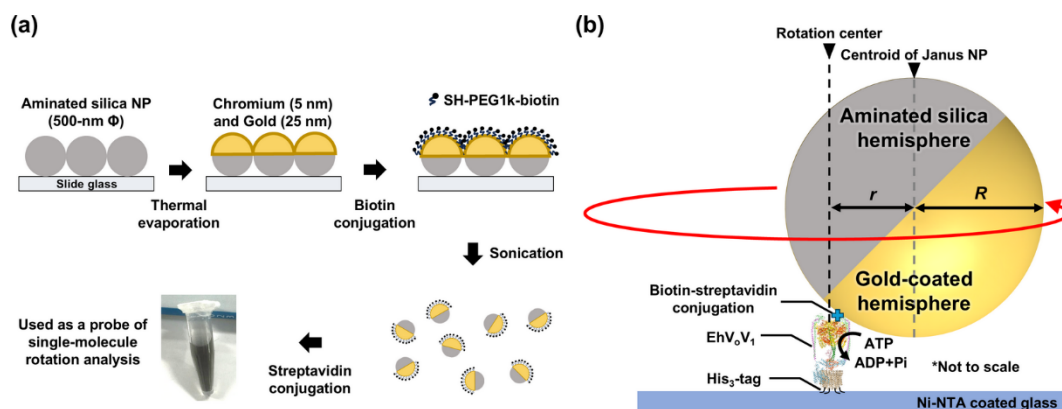 (a)
Aminated silica NP
(500-nm Φ)
Slide glass
Thermal
evaporation
Chromium (5 nm)
and Gold (25 nm)
Biotin
conjugation
SH-PEG1k-biotin
Sonication
Streptavidin
conjugation
Used as a probe of
single-molecule
rotation analysis
(b)
Rotation center
Centroid of Janus NP
Aminated silica
hemisphere
r
R
Gold-coated
hemisphere
Biotin-streptavidin
conjugation
EhVoV1
ATP
ADP+Pi
His3-tag
*Not to scale
Ni-NTA coated glass